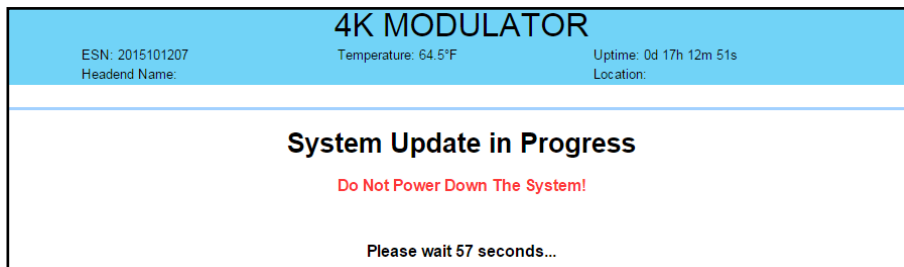 4K MODULATOR
ESN: 2015101207 Temperature: 64.5°F Uptime: 0d 17h 12m 51s
Headend Name: Location:
System Update in Progress
Do Not Power Down The System!
Please wait 57 seconds...